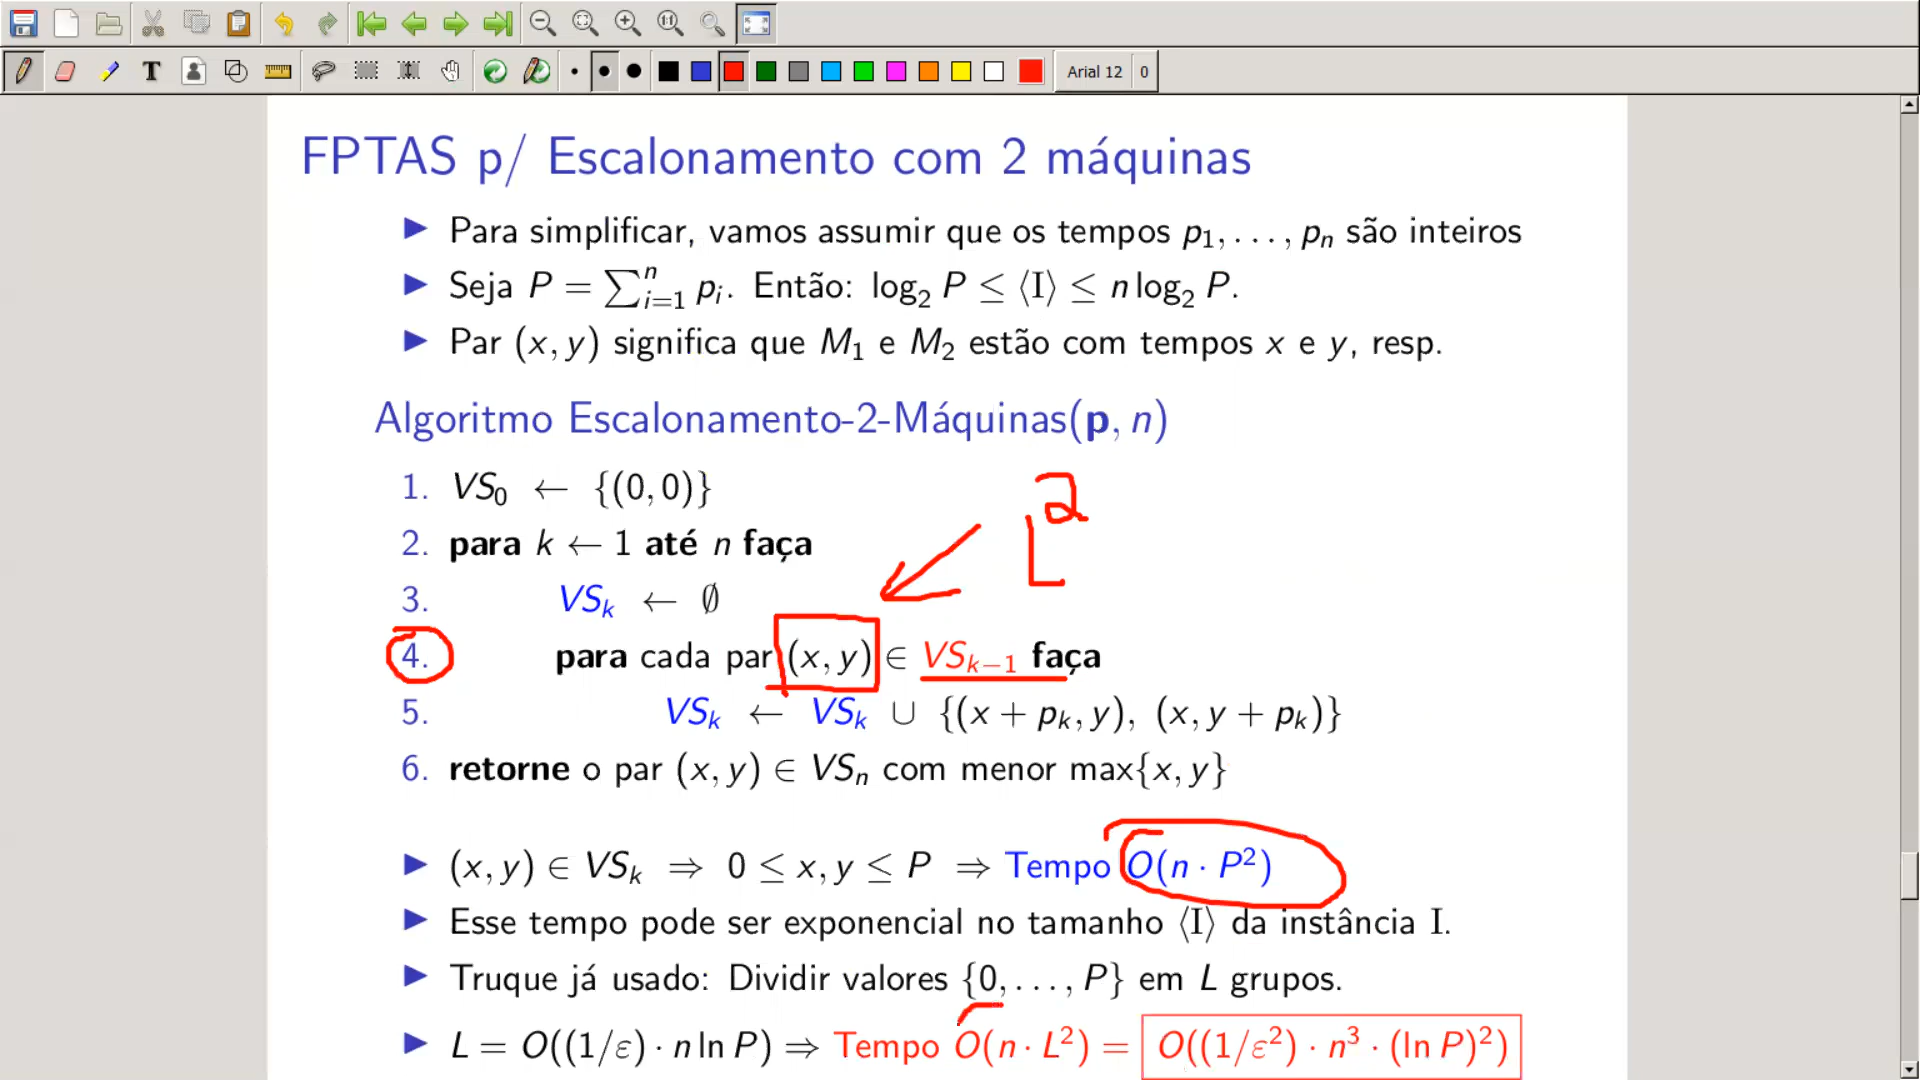 Arial 12 0
FPTAS p/ Escalonamento com 2 máquinas
▶ Para simplificar, vamos assumir que os tempos p₁, . . . , pₙ são inteiros
▶ Seja P = ∑ⁿᵢ₌₁ pᵢ. Então: log₂ P ≤ ⟨I⟩ ≤ n log₂ P.
▶ Par (x, y) significa que M₁ e M₂ estão com tempos x e y, resp.
Algoritmo Escalonamento-2-Máquinas(p, n)
1. VS₀ ← {(0, 0)}
L²
2. para k ← 1 até n faça
3. VSₖ ← ∅
4. para cada par (x, y) ∈ VSₖ₋₁ faça
5. VSₖ ← VSₖ ∪ {(x + pₖ, y), (x, y + pₖ)}
6. retorne o par (x, y) ∈ VSₙ com menor max{x, y}
▶ (x, y) ∈ VSₖ ⇒ 0 ≤ x, y ≤ P ⇒ Tempo O(n · P²)
▶ Esse tempo pode ser exponencial no tamanho ⟨I⟩ da instância I.
▶ Truque já usado: Dividir valores {0, . . . , P} em L grupos.
▶ L = O((1/ε) · n ln P) ⇒ Tempo O(n · L²) = O((1/ε²) · n³ · (ln P)²)